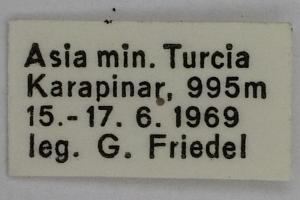 Asia min. Turcia
Karapinar, 995m
15.-17. 6. 1969
leg. G. Friedel